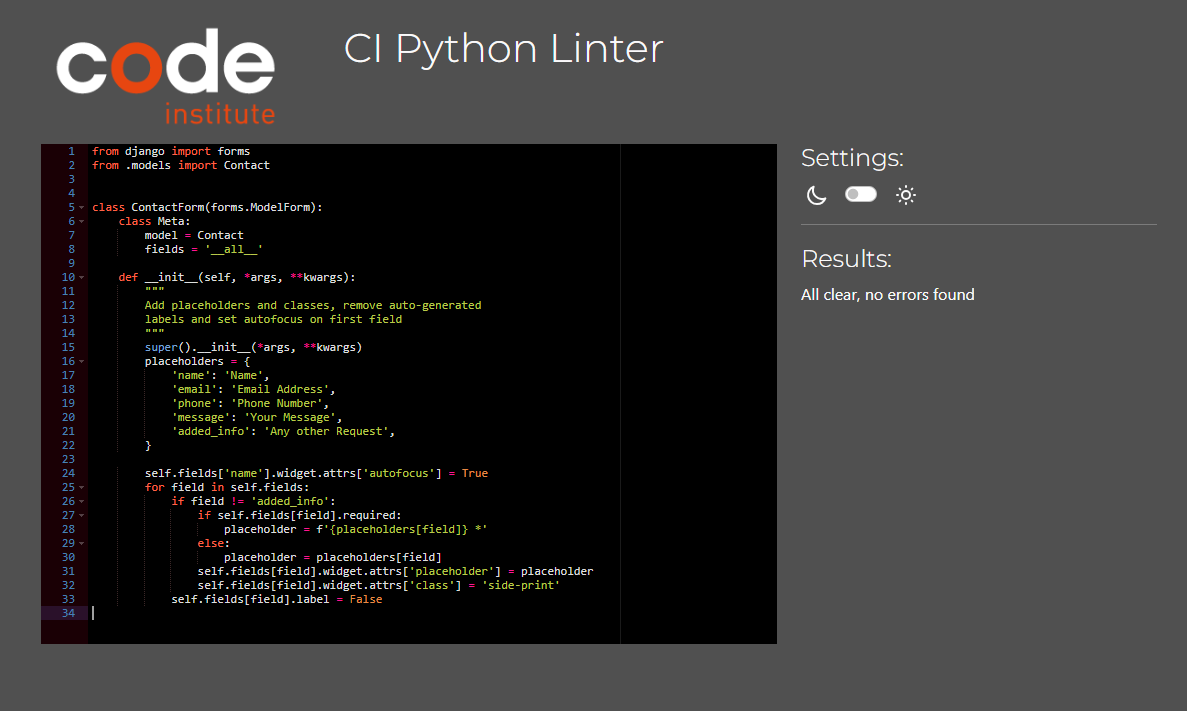 code
institute
CI Python Linter
1 from django import forms
2 from .models import Contact
3
4
5 class ContactForm(forms.ModelForm):
6     class Meta:
7         model = Contact
8         fields = '__all__'
9
10     def __init__(self, *args, **kwargs):
11         """
12         Add placeholders and classes, remove auto-generated
13         labels and set autofocus on first field
14         """
15         super().__init__(*args, **kwargs)
16         placeholders = {
17             'name': 'Name',
18             'email': 'Email Address',
19             'phone': 'Phone Number',
20             'message': 'Your Message',
21             'added_info': 'Any other Request',
22         }
23
24         self.fields['name'].widget.attrs['autofocus'] = True
25         for field in self.fields:
26             if field != 'added_info':
27                 if self.fields[field].required:
28                     placeholder = f'{placeholders[field]} *'
29                 else:
30                     placeholder = placeholders[field]
31                 self.fields[field].widget.attrs['placeholder'] = placeholder
32                 self.fields[field].widget.attrs['class'] = 'side-print'
33             self.fields[field].label = False
34
Settings:
Results:
All clear, no errors found